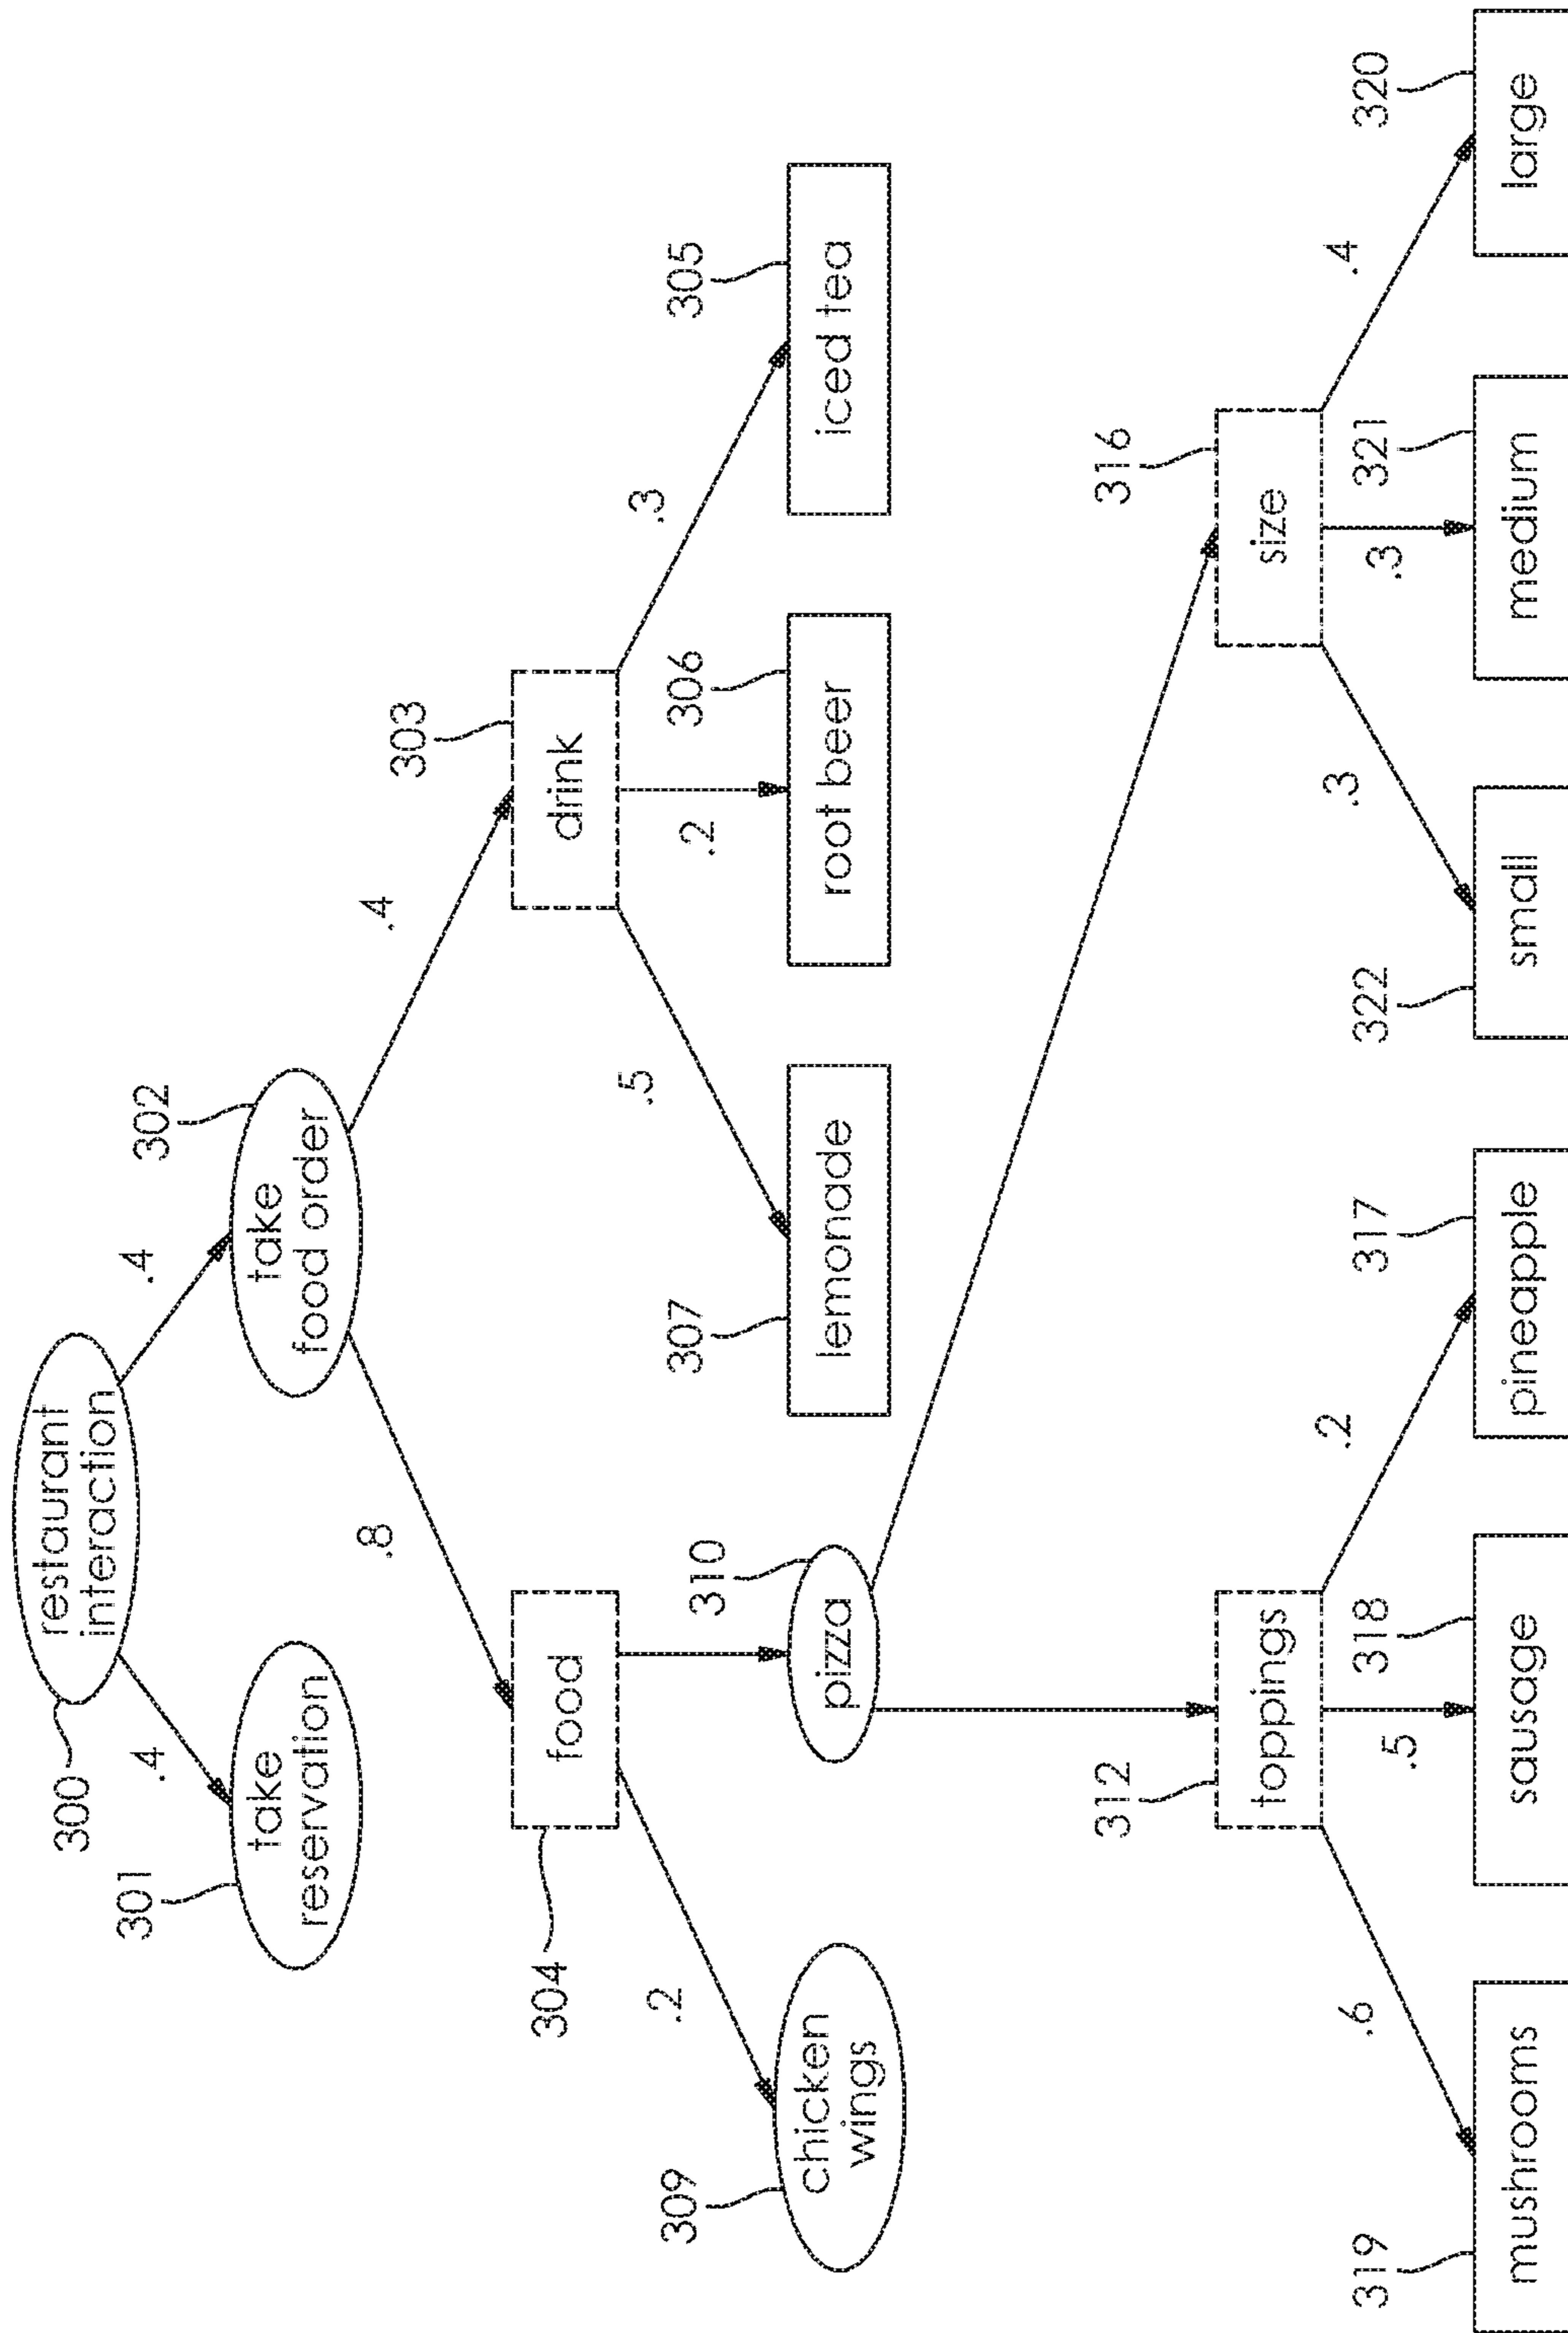 restaurant
interaction
300
.4
.4
301
take
reservation
take
food order
302
.8
.4
304
food
drink
303
.2
310
.5
.2
306
.3
305
309
chicken
wings
pizza
307
lemonade
root beer
iced tea
312
toppings
316
size
.6
.5
318
.2
317
.3
322
.3
321
.4
320
319
mushrooms
sausage
pineapple
small
medium
large